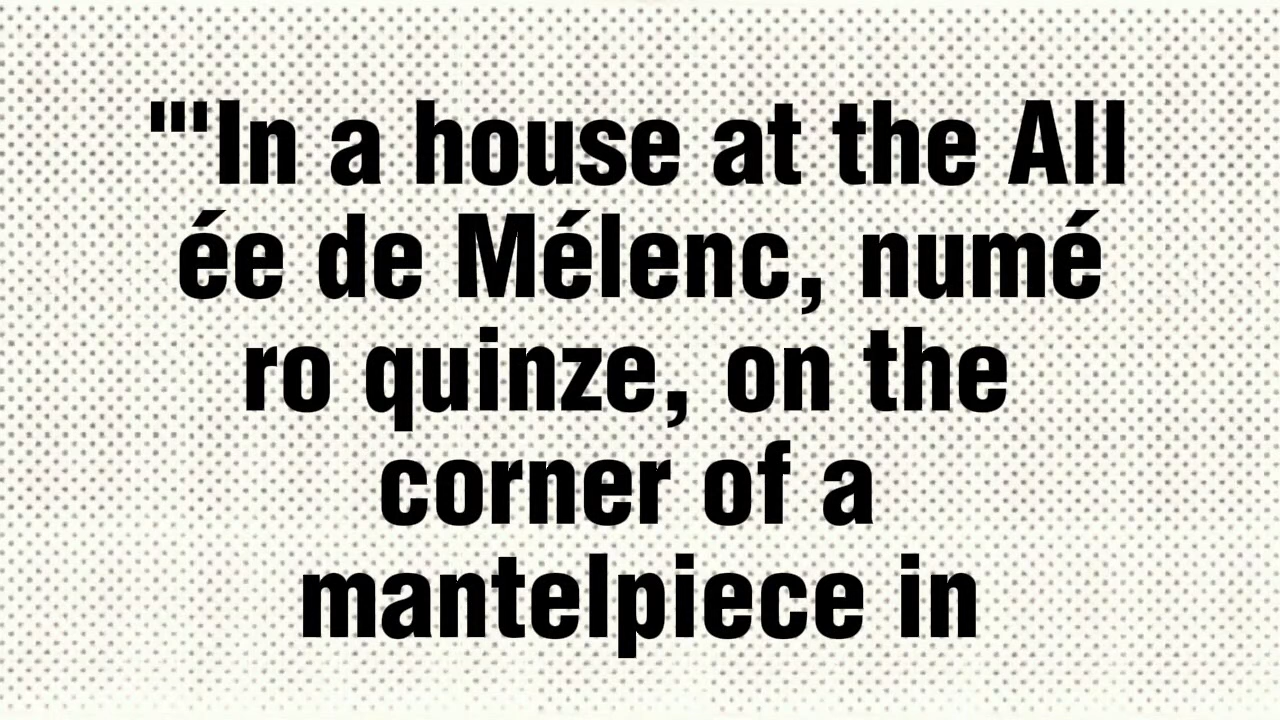 "'In a house at the All
ée de Mélenc, numé
ro quinze, on the
corner of a
mantelpiece in